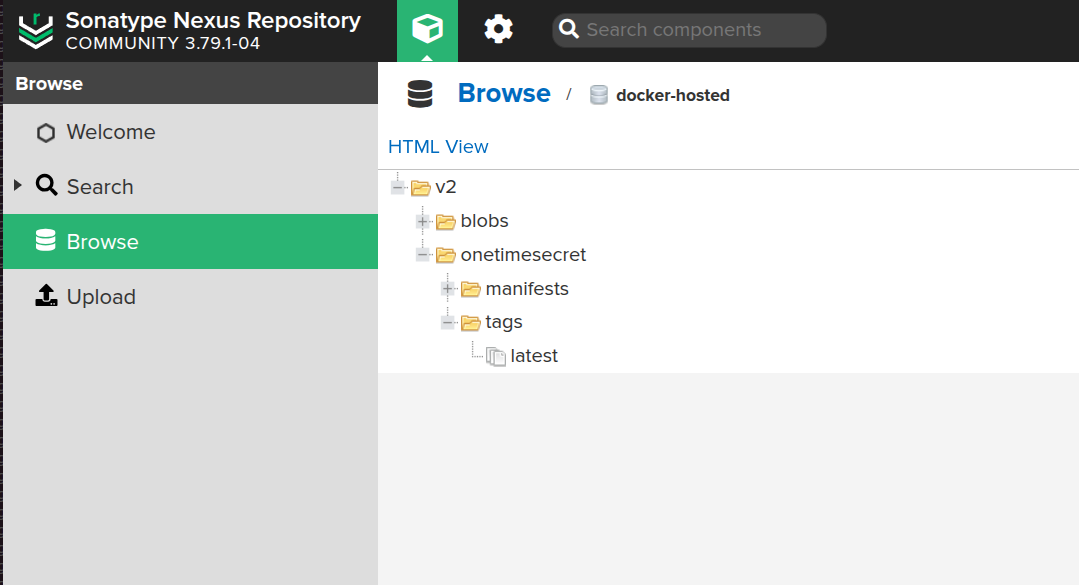 Sonatype Nexus Repository
COMMUNITY 3.79.1-04
Search components
Browse
Browse / docker-hosted
Welcome
HTML View
Search
v2
blobs
Browse
onetimesecret
manifests
Upload
tags
latest